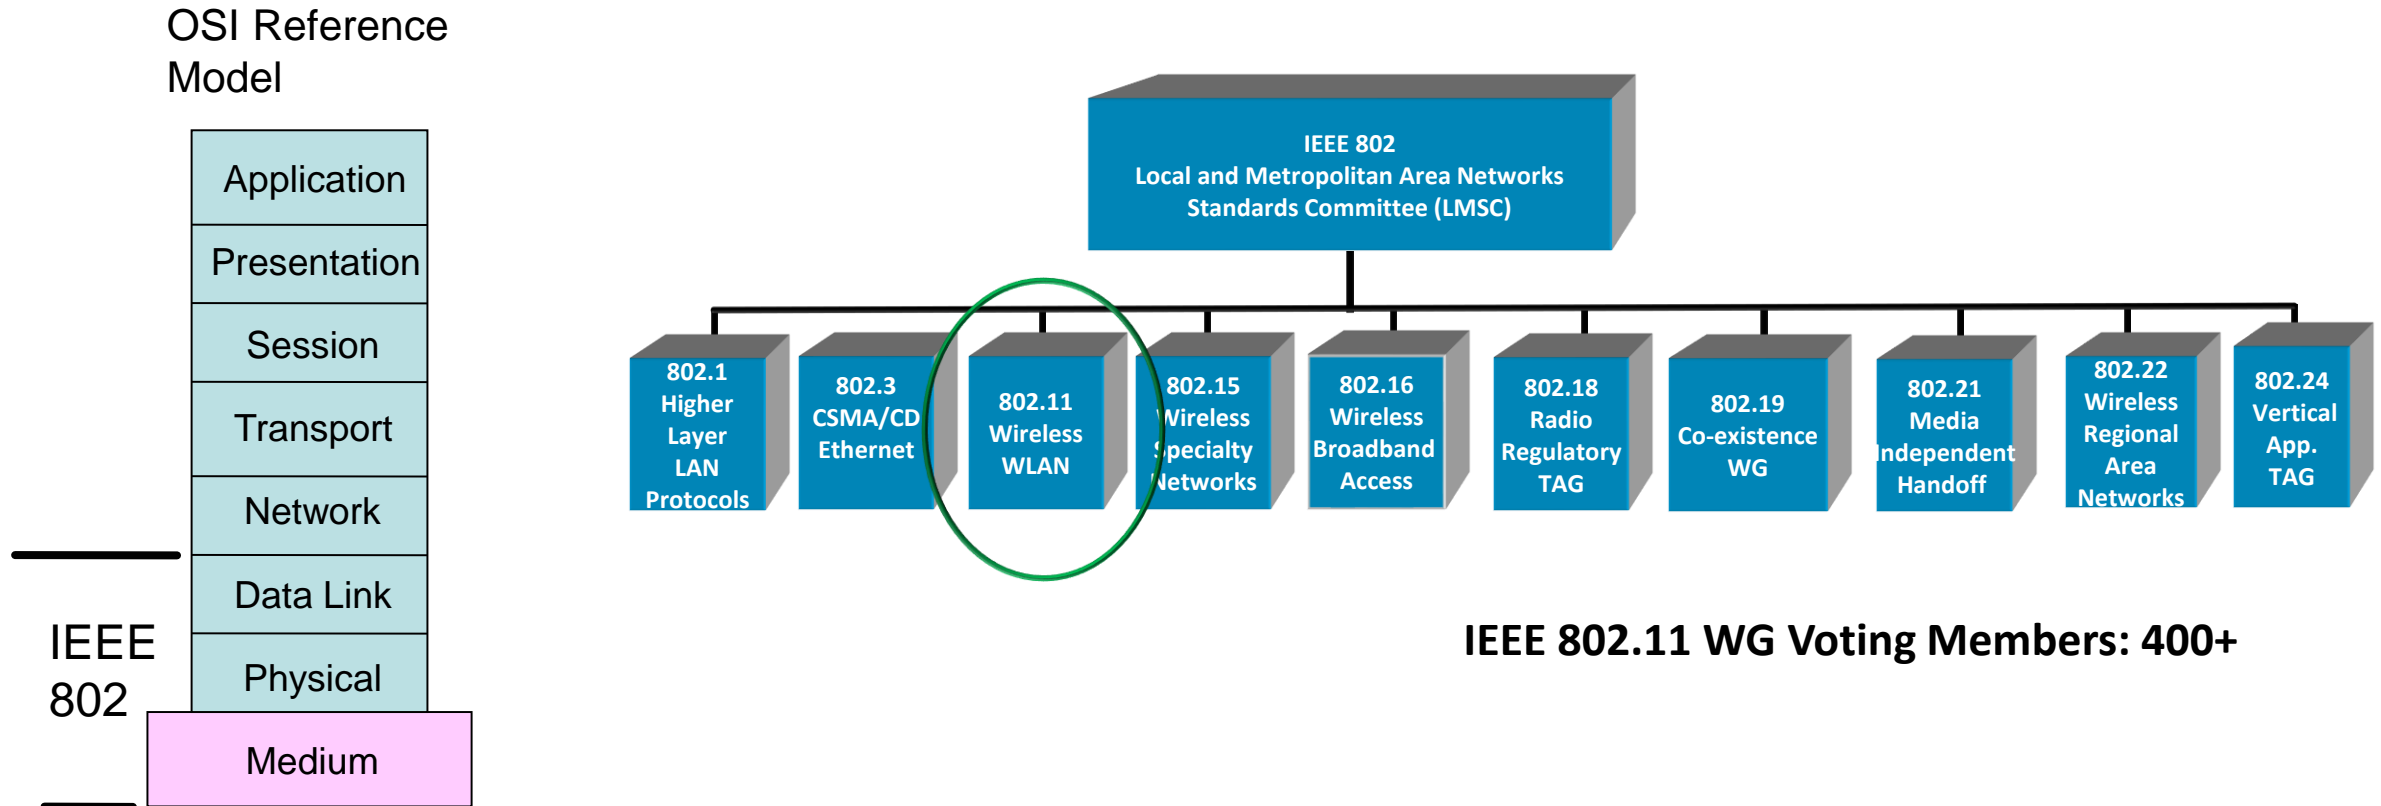 OSI Reference
Model
Application
Presentation
Session
Transport
Network
Data Link
Physical
Medium
IEEE
802
IEEE 802
Local and Metropolitan Area Networks
Standards Committee (LMSC)
802.1
Higher
Layer
LAN
Protocols
802.3
CSMA/CD
Ethernet
802.11
Wireless
WLAN
802.15
Wireless
Specialty
Networks
802.16
Wireless
Broadband
Access
802.18
Radio
Regulatory
TAG
802.19
Co-existence
WG
802.21
Media
Independent
Handoff
802.22
Wireless
Regional
Area
Networks
802.24
Vertical
App.
TAG
IEEE 802.11 WG Voting Members: 400+